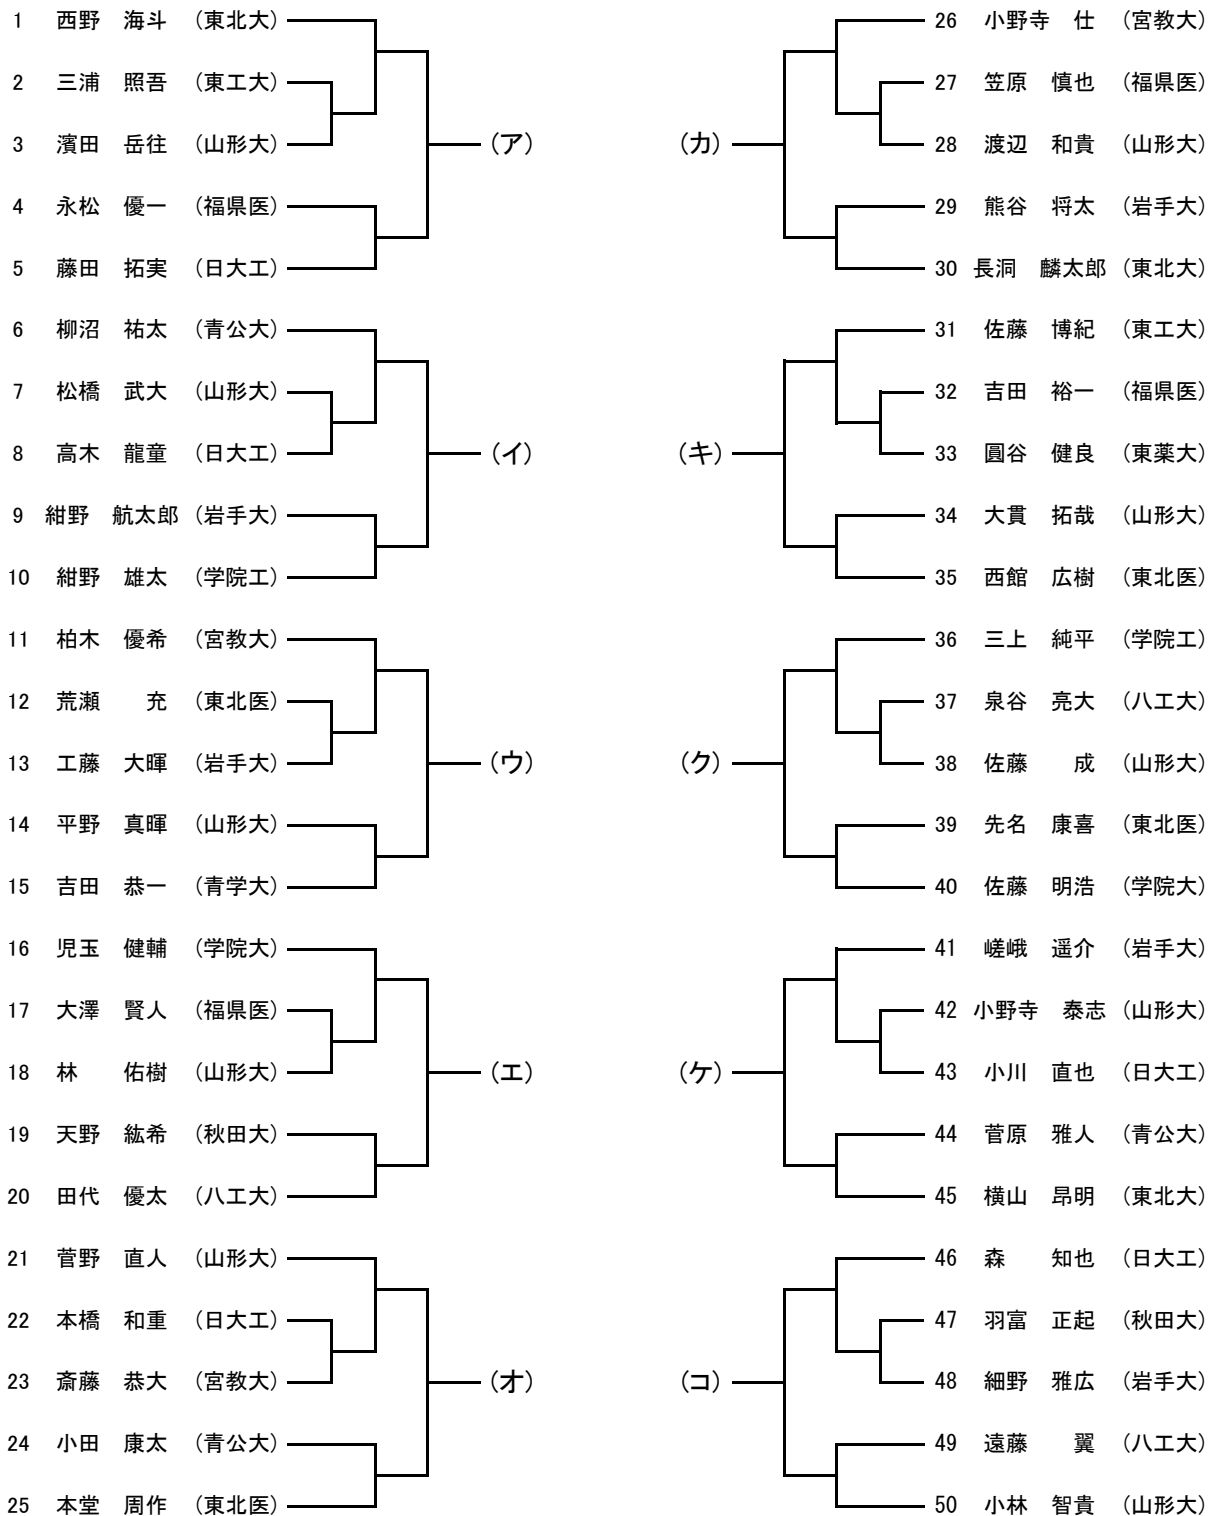 1 西野 海斗 （東北大）
2 三浦 照吾 （東工大）
3 濱田 岳往 （山形大）
（ア）
4 永松 優一 （福県医）
5 藤田 拓実 （日大工）
6 柳沼 祐太 （青公大）
7 松橋 武大 （山形大）
8 高木 龍童 （日大工）
（イ）
9 紺野 航太郎 （岩手大）
10 紺野 雄太 （学院工）
11 柏木 優希 （宮教大）
12 荒瀬 充 （東北医）
13 工藤 大暉 （岩手大）
（ウ）
14 平野 真暉 （山形大）
15 吉田 恭一 （青学大）
16 児玉 健輔 （学院大）
17 大澤 賢人 （福県医）
18 林 佑樹 （山形大）
（エ）
19 天野 紘希 （秋田大）
20 田代 優太 （八工大）
21 菅野 直人 （山形大）
22 本橋 和重 （日大工）
23 斎藤 恭大 （宮教大）
（オ）
24 小田 康太 （青公大）
25 本堂 周作 （東北医）
26 小野寺 仕 （宮教大）
27 笠原 慎也 （福県医）
（カ）
28 渡辺 和貴 （山形大）
29 熊谷 将太 （岩手大）
30 長洞 麟太郎 （東北大）
31 佐藤 博紀 （東工大）
32 吉田 裕一 （福県医）
（キ）
33 圓谷 健良 （東薬大）
34 大貫 拓哉 （山形大）
35 西館 広樹 （東北医）
36 三上 純平 （学院工）
37 泉谷 亮大 （八工大）
（ク）
38 佐藤 成 （山形大）
39 先名 康喜 （東北医）
40 佐藤 明浩 （学院大）
41 嵯峨 遥介 （岩手大）
42 小野寺 泰志 （山形大）
（ケ）
43 小川 直也 （日大工）
44 菅原 雅人 （青公大）
45 横山 昂明 （東北大）
46 森 知也 （日大工）
47 羽富 正起 （秋田大）
（コ）
48 細野 雅広 （岩手大）
49 遠藤 翼 （八工大）
50 小林 智貴 （山形大）